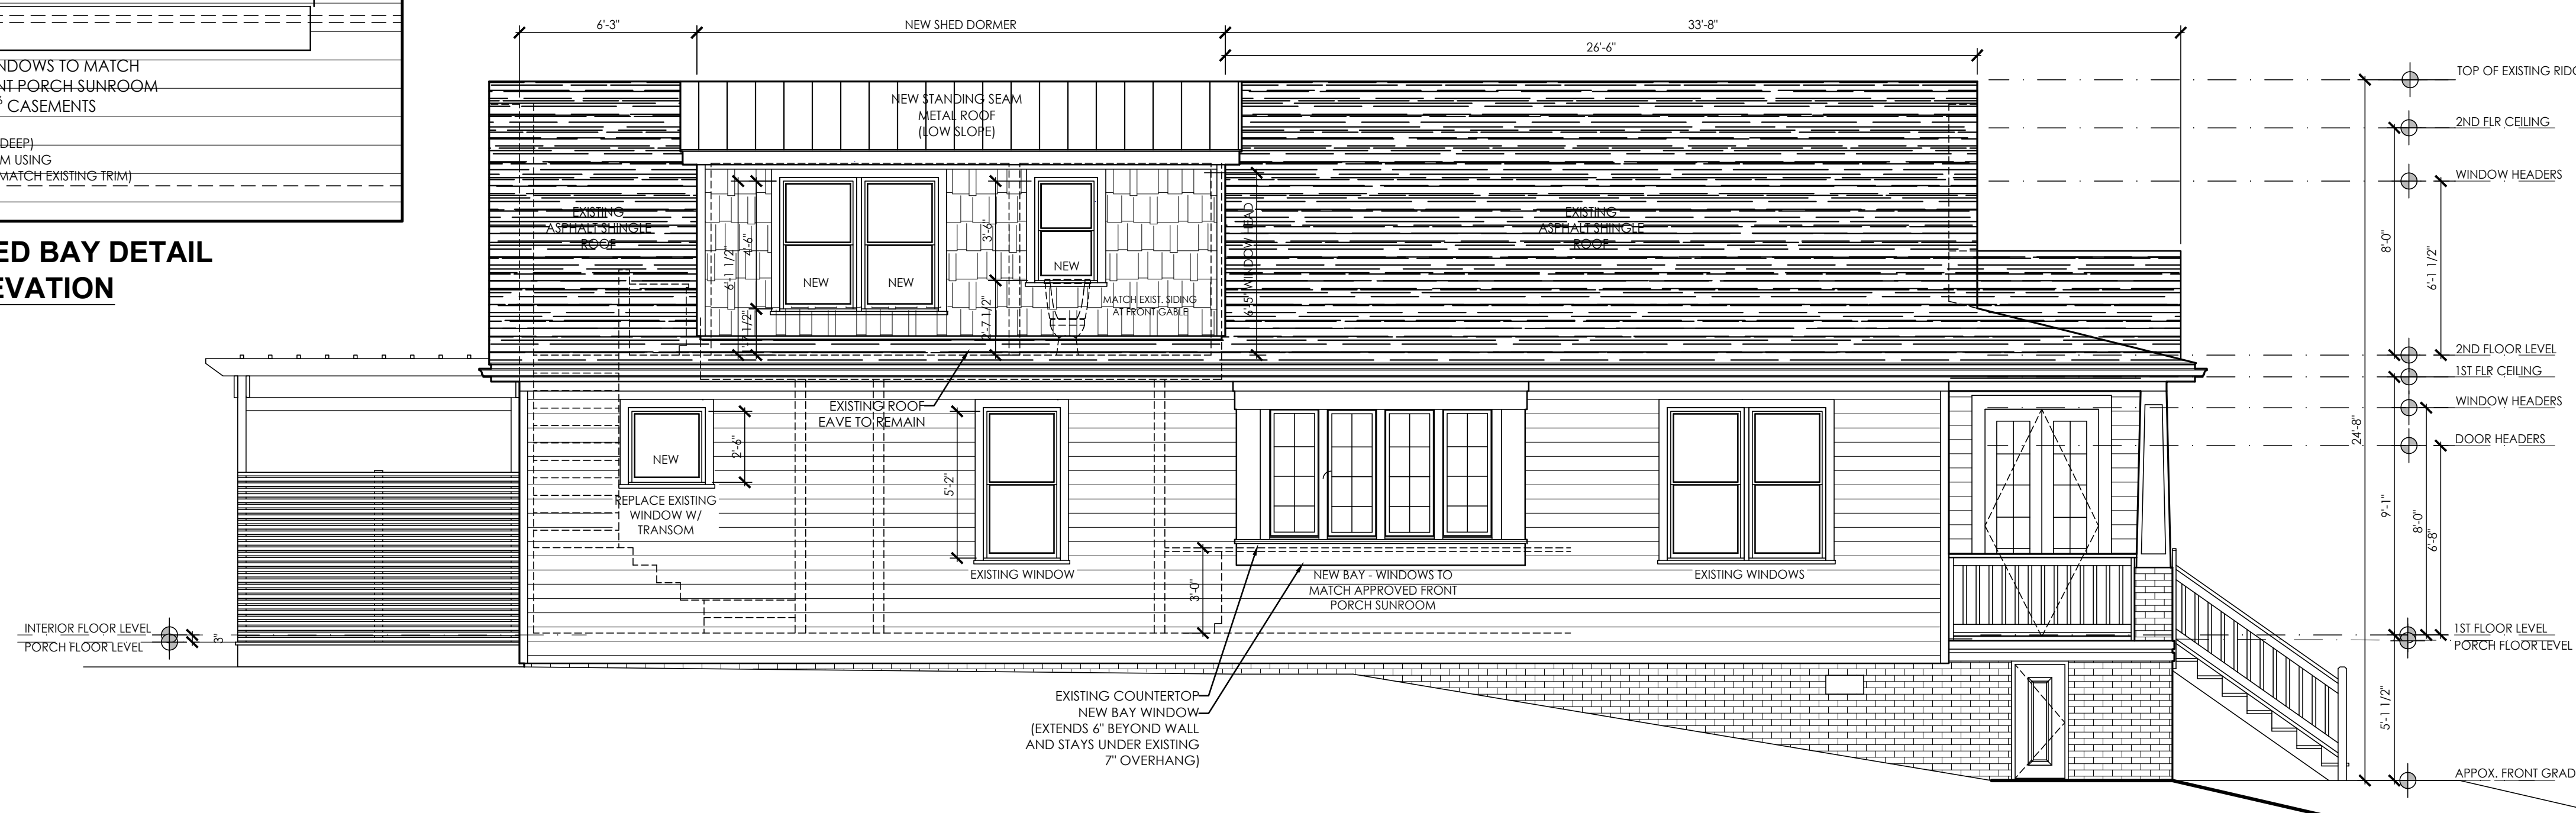 NDOWS TO MATCH
NT PORCH SUNROOM
CASEMENTS
DEEP)
M USING
MATCH EXISTING TRIM)
ED BAY DETAIL
EVATION
6'-3"
NEW SHED DORMER
33'-8"
26'-6"
NEW STANDING SEAM
METAL ROOF
(LOW SLOPE)
EXISTING
ASPHALT SHINGLE
ROOF
EXISTING
ASPHALT SHINGLE
ROOF
6'-1 1/2"
4'-6"
NEW
NEW
3'-6"
NEW
2'-7 1/2"
MATCH EXIST. SIDING
AT FRONT GABLE
6'-5" WINDOW HEAD
EXISTING ROOF
EAVE TO REMAIN
NEW
2'-6"
REPLACE EXISTING
WINDOW W/
TRANSOM
5'-2"
EXISTING WINDOW
3'-0"
NEW BAY - WINDOWS TO
MATCH APPROVED FRONT
PORCH SUNROOM
EXISTING WINDOWS
INTERIOR FLOOR LEVEL
PORCH FLOOR LEVEL
3"
EXISTING COUNTERTOP
NEW BAY WINDOW
(EXTENDS 6" BEYOND WALL
AND STAYS UNDER EXISTING
7" OVERHANG)
TOP OF EXISTING RIDG
2ND FLR CEILING
WINDOW HEADERS
8'-0"
6'-1 1/2"
2ND FLOOR LEVEL
1ST FLR CEILING
WINDOW HEADERS
DOOR HEADERS
24'-8"
9'-1"
8'-0"
6'-8"
1ST FLOOR LEVEL
PORCH FLOOR LEVEL
5'-1 1/2"
APPOX. FRONT GRAD